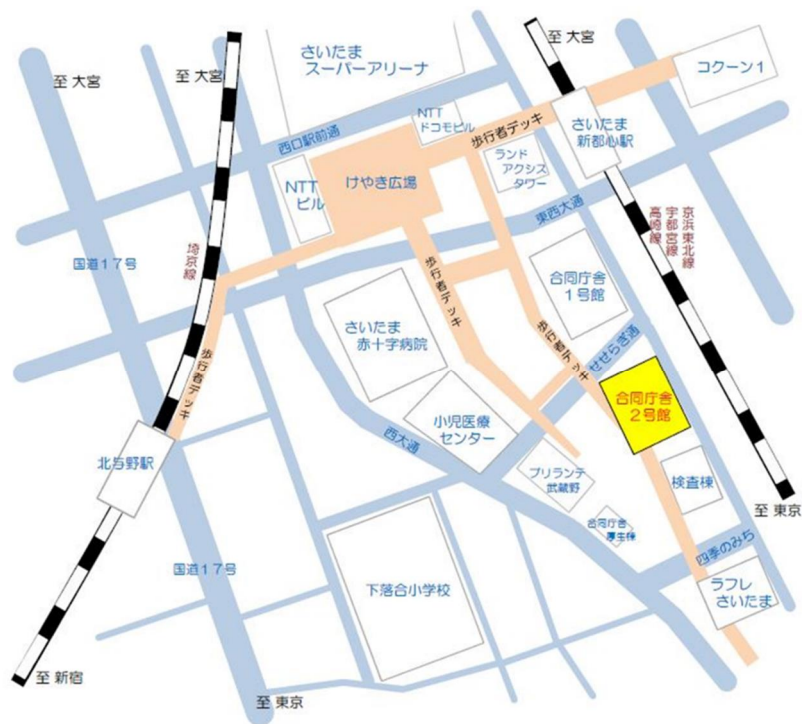 至 大宮
至 大宮
さいたま
スーパーアリーナ
至 大宮
コクーン1
NTT
ドコモビル
歩行者デッキ
さいたま
新都心駅
西口駅前通
ランド
アクシス
タワー
けやき広場
NTT
ビル
東西大通
京浜東北線
宇都宮線
高崎線
国道17号
埼京線
歩行者デッキ
合同庁舎
1号館
さいたま
赤十字病院
歩行者デッキ
せせらぎ通
歩行者デッキ
合同庁舎
2号館
小児医療
センター
西大通
北与野駅
ブリランテ
武蔵野
検査棟
至 東京
合同庁舎
厚生棟
四季のみち
国道17号
下落合小学校
ラフレ
さいたま
至 新宿
至 東京